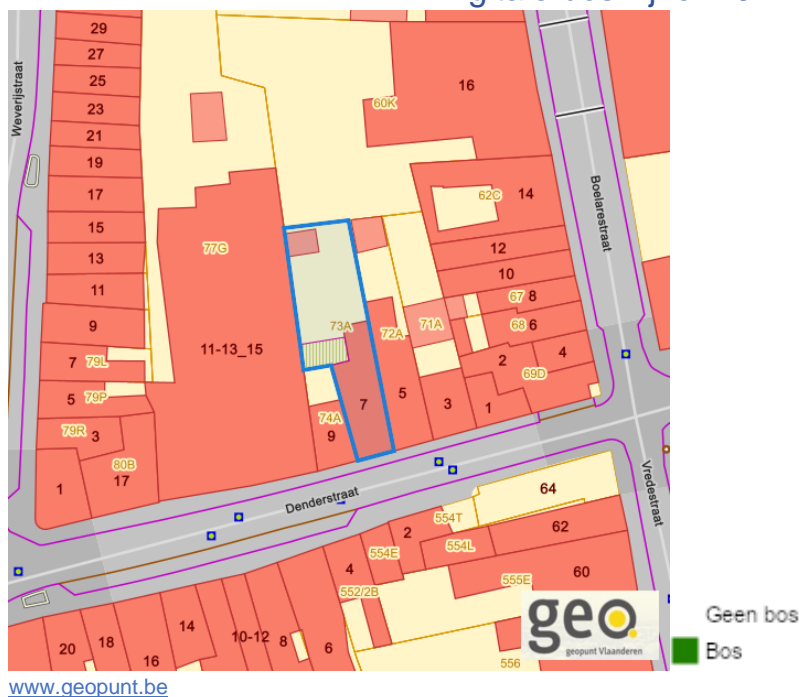 29
27
25
23
21
19
17
15
13
11
9
7 79L
5 79P
79R 3
1
80B
17
Weverijstraat
77G
11-13_15
60K
16
62C 14
12
10
67 8
68 6
2
4
69D
73A
72A
71A
7
5
3
1
74A
9
Boelarestraat
Denderstraat
Vredestraat
64
62
60
554T
2
554L
554E
4
552/2B
555E
556
20
18
16
14
10-12
8
6
geo
geopunt Vlaanderen
Geen bos
Bos
www.geopunt.be